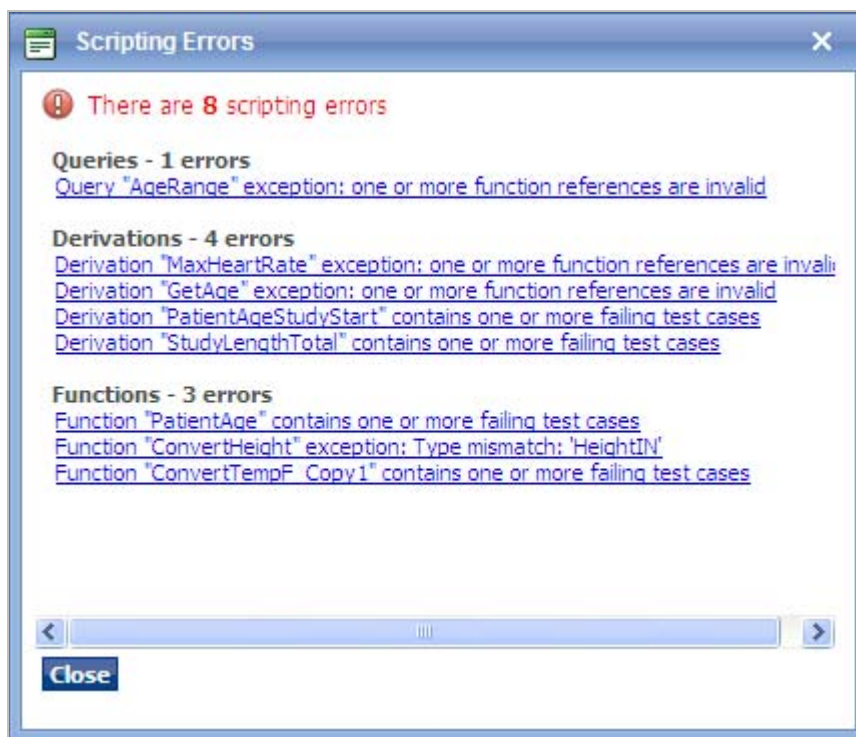 Scripting Errors
There are 8 scripting errors
Queries - 1 errors
Query "AgeRange" exception: one or more function references are invalid
Derivations - 4 errors
Derivation "MaxHeartRate" exception: one or more function references are invali
Derivation "GetAge" exception: one or more function references are invalid
Derivation "PatientAgeStudyStart" contains one or more failing test cases
Derivation "StudyLengthTotal" contains one or more failing test cases
Functions - 3 errors
Function "PatientAge" contains one or more failing test cases
Function "ConvertHeight" exception: Type mismatch: 'HeightIN'
Function "ConvertTempF_Copy1" contains one or more failing test cases
Close